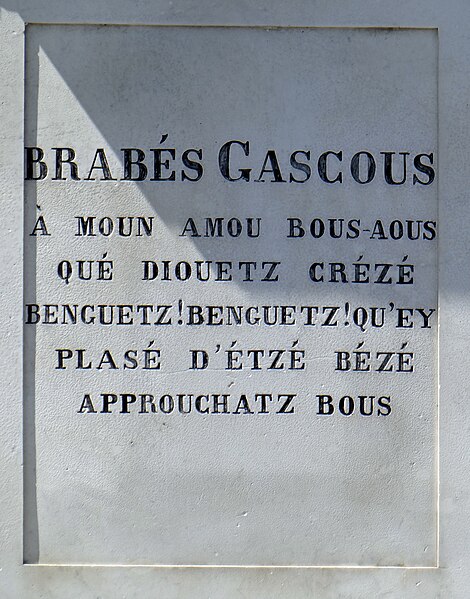 BRABÉS GASCOUS
À MOUN AMOU BOUS-AOUS
QUÉ DIOUETZ CRÉZÉ
BENGUETZ!BENGUETZ!QU'EY
PLASÉ D'ÉTZÉ BÉZÉ
APPROUCHATZ BOUS